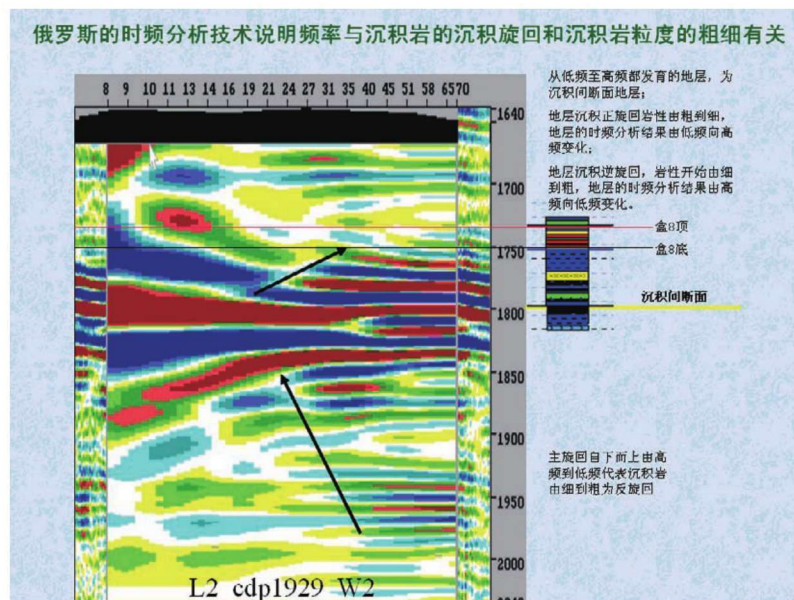 俄罗斯的时频分析技术说明频率与沉积岩的沉积旋回和沉积岩粒度的粗细有关
8 9 10 11 13 14 16 19 21 24 27 31 35 40 45 51 58 65 70
1640
1700
1750
1800
1850
1900
1950
2000
从低频至高频都发育的地层，为
沉积间断面地层；
地层沉积正旋回岩性由粗到细，
地层的时频分析结果由低频向高
频变化；
地层沉积逆旋回，岩性开始由细
到粗，地层的时频分析结果由高
频向低频变化。
盒8顶
盒8底
沉积间断面
主旋回自下而上由高
频到低频代表沉积岩
由细到粗为反旋回
L2 cdp1929 W2